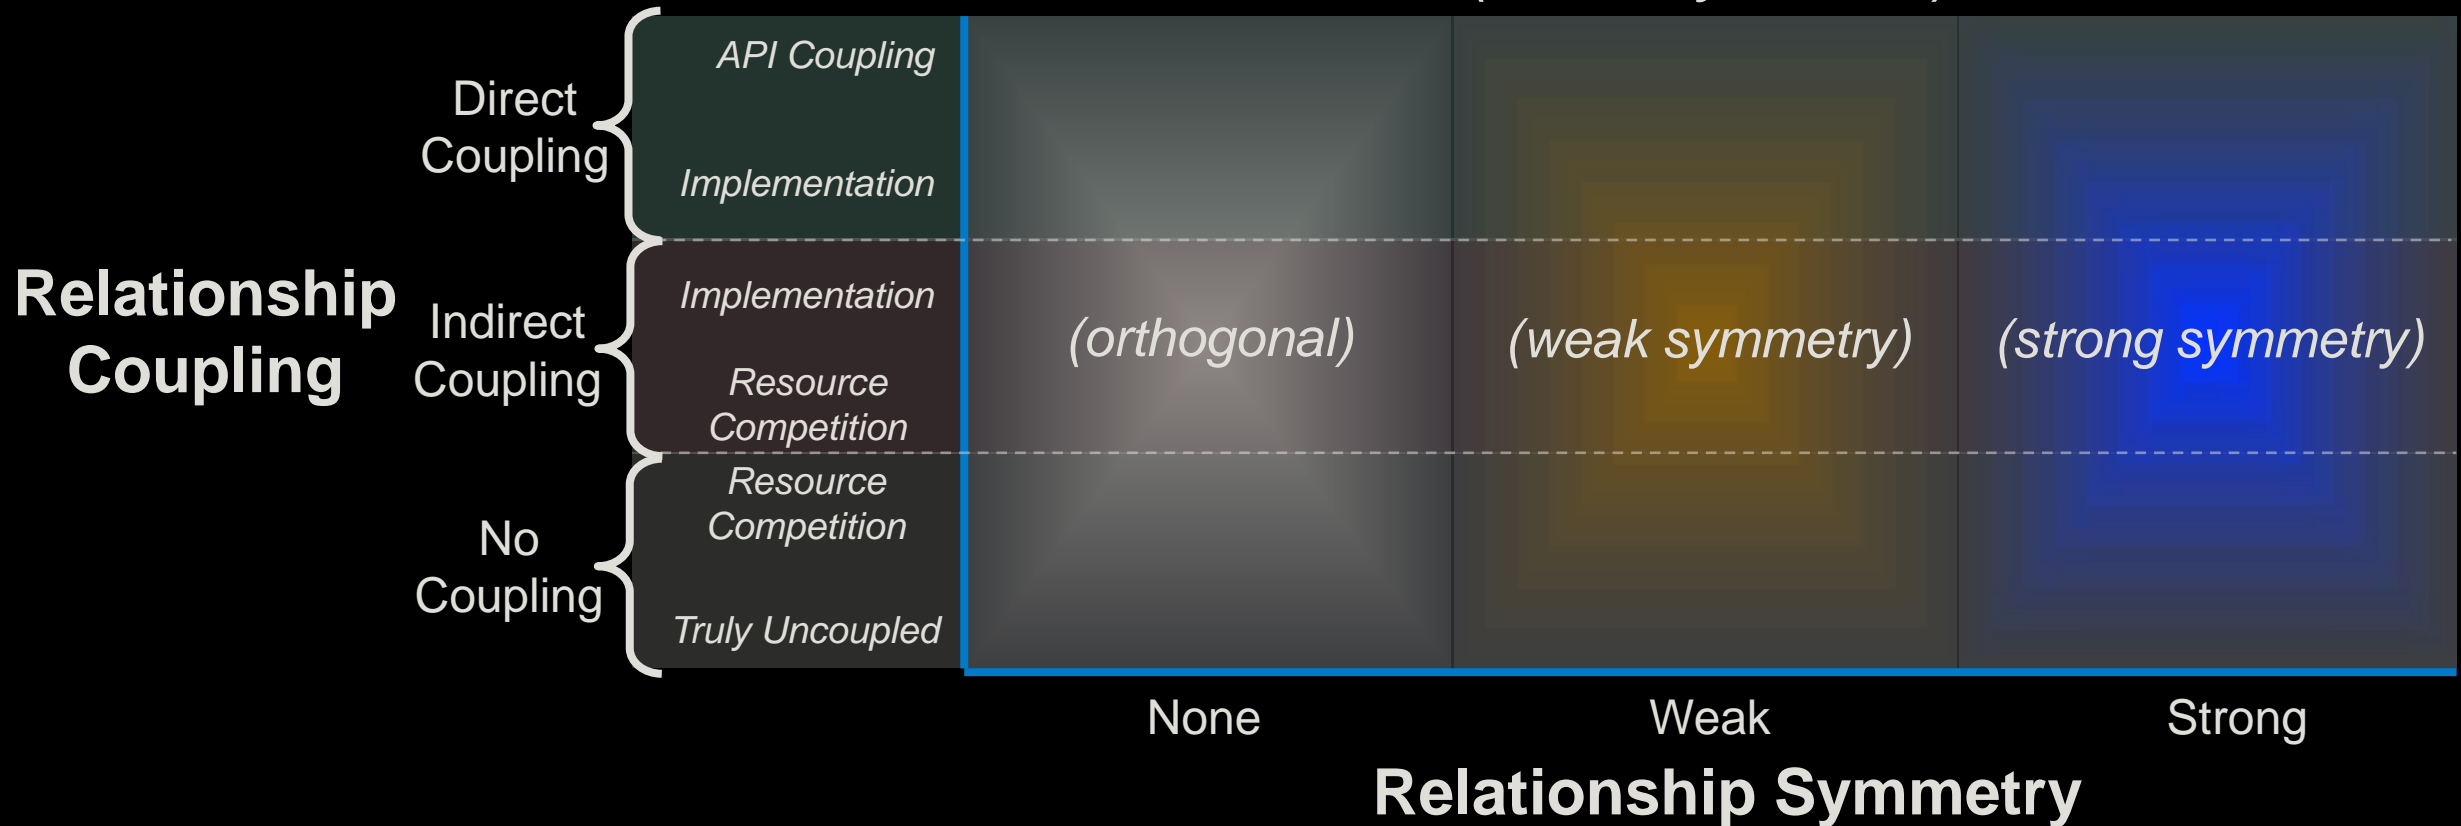 API Coupling
Direct
Coupling
Implementation
Relationship
Coupling
Indirect
Coupling
Implementation
Resource
Competition
(orthogonal)
(weak symmetry)
(strong symmetry)
No
Coupling
Resource
Competition
Truly Uncoupled
None
Weak
Strong
Relationship Symmetry